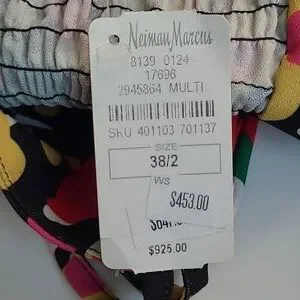 Neiman Marcus
8139 0124
17696
2945864 MULTI
SKU 401103 701137
SIZE
38/2
WS
$453.00
$925.00